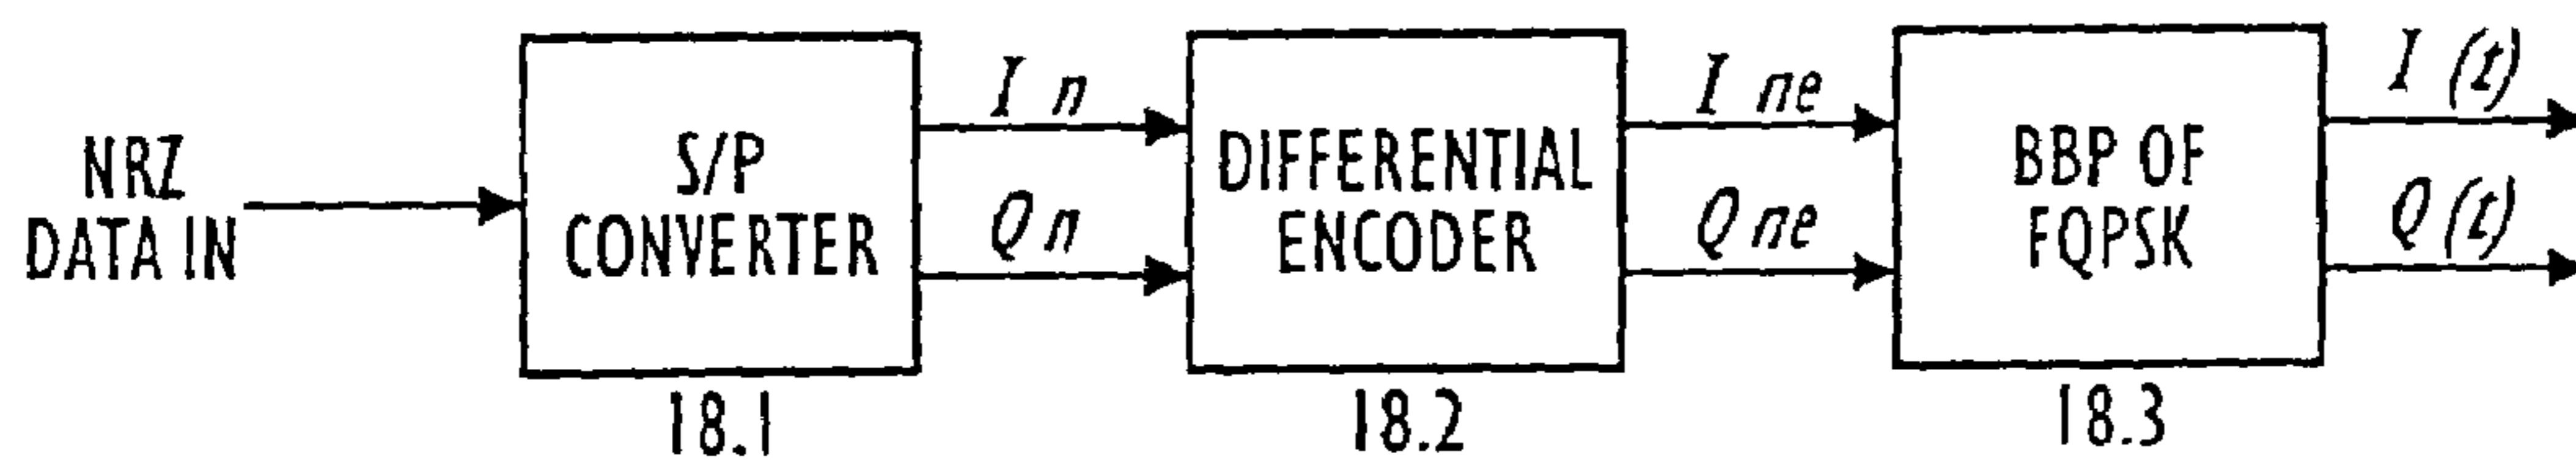 NRZ
DATA IN
S/P
CONVERTER
18.1
I n
Q n
DIFFERENTIAL
ENCODER
18.2
I ne
Q ne
BBP OF
FQPSK
18.3
I (t)
Q (t)